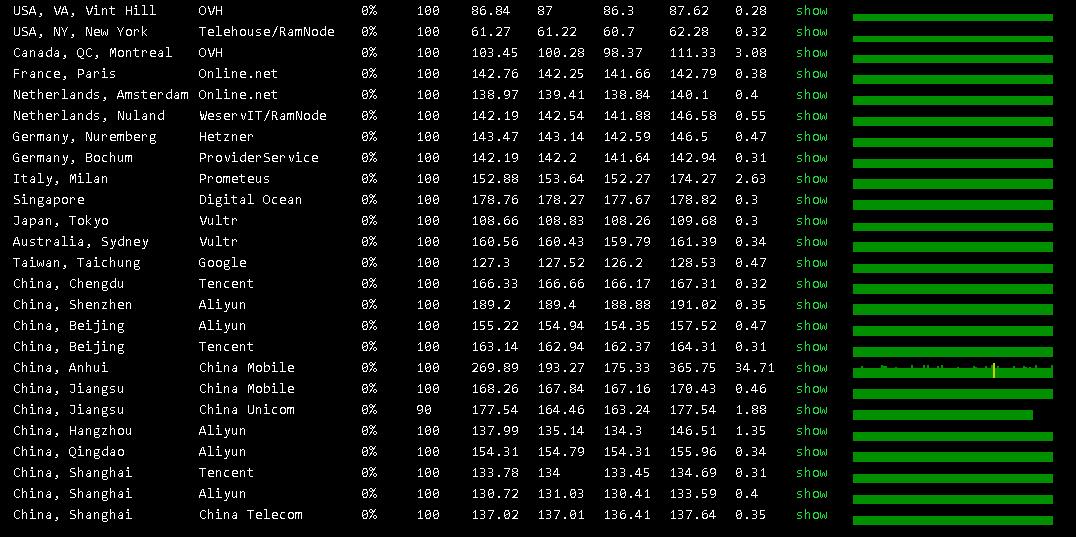 USA, VA, Vint Hill OVH 0% 100 86.84 87 86.3 87.62 0.28 show
USA, NY, New York Telehouse/RamNode 0% 100 61.27 61.22 60.7 62.28 0.32 show
Canada, QC, Montreal OVH 0% 100 103.45 100.28 98.37 111.33 3.08 show
France, Paris Online.net 0% 100 142.76 142.25 141.66 142.79 0.38 show
Netherlands, Amsterdam Online.net 0% 100 138.97 139.41 138.84 140.1 0.4 show
Netherlands, Nuland WeservIT/RamNode 0% 100 142.19 142.54 141.88 146.58 0.55 show
Germany, Nuremberg Hetzner 0% 100 143.47 143.14 142.59 146.5 0.47 show
Germany, Bochum ProviderService 0% 100 142.19 142.2 141.64 142.94 0.31 show
Italy, Milan Prometeus 0% 100 152.88 153.64 152.27 174.27 2.63 show
Singapore Digital Ocean 0% 100 178.76 178.27 177.67 178.82 0.3 show
Japan, Tokyo Vultr 0% 100 108.66 108.83 108.26 109.68 0.3 show
Australia, Sydney Vultr 0% 100 160.56 160.43 159.79 161.39 0.34 show
Taiwan, Taichung Google 0% 100 127.3 127.52 126.2 128.53 0.47 show
China, Chengdu Tencent 0% 100 166.33 166.66 166.17 167.31 0.32 show
China, Shenzhen Aliyun 0% 100 189.2 189.4 188.88 191.02 0.35 show
China, Beijing Aliyun 0% 100 155.22 154.94 154.35 157.52 0.47 show
China, Beijing Tencent 0% 100 163.14 162.94 162.37 164.31 0.31 show
China, Anhui China Mobile 0% 100 269.89 193.27 175.33 365.75 34.71 show
China, Jiangsu China Mobile 0% 100 168.26 167.84 167.16 170.43 0.46 show
China, Jiangsu China Unicom 0% 90 177.54 164.46 163.24 177.54 1.88 show
China, Hangzhou Aliyun 0% 100 137.99 135.14 134.3 146.51 1.35 show
China, Qingdao Aliyun 0% 100 154.31 154.79 154.31 155.96 0.34 show
China, Shanghai Tencent 0% 100 133.78 134 133.45 134.69 0.31 show
China, Shanghai Aliyun 0% 100 130.72 131.03 130.41 133.59 0.4 show
China, Shanghai China Telecom 0% 100 137.02 137.01 136.41 137.64 0.35 show